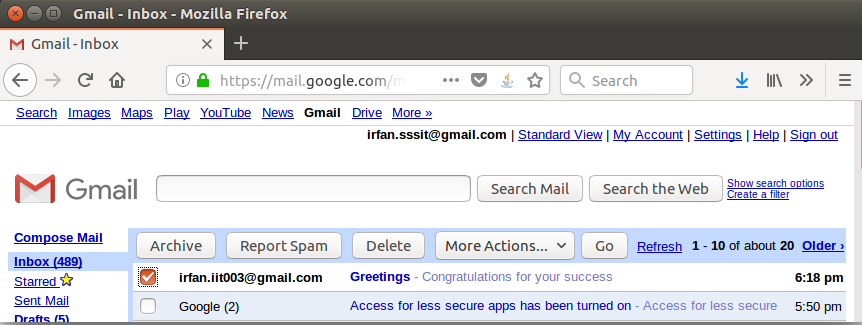 Gmail - Inbox - Mozilla Firefox
Gmail - Inbox
https://mail.google.com/m Search
Search Images Maps Play YouTube News Gmail Drive More »
irfan.sssit@gmail.com | Standard View | My Account | Settings | Help | Sign out
Gmail Search Mail Search the Web Show search options
Create a filter
Compose Mail
Archive Report Spam Delete More Actions... Go Refresh 1 - 10 of about 20 Older ›
Inbox (489)
irfan.iit003@gmail.com Greetings - Congratulations for your success 6:18 pm
Starred
Sent Mail
Google (2) Access for less secure apps has been turned on - Access for less secure 5:50 pm
Drafts (5)